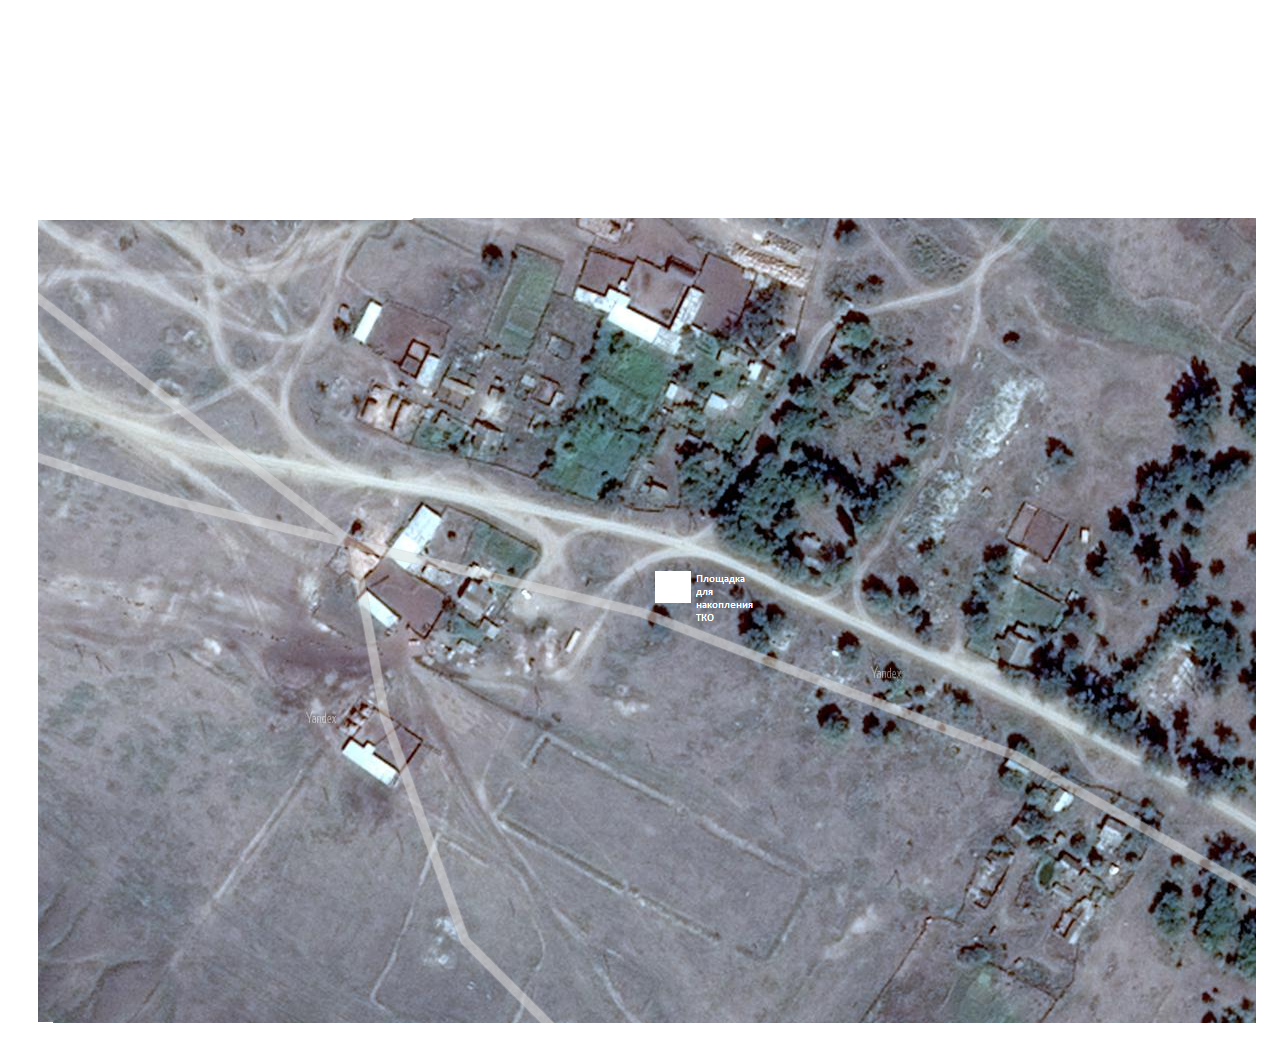 Площадка
для
накопления
ТКО
Yandex
Yandex